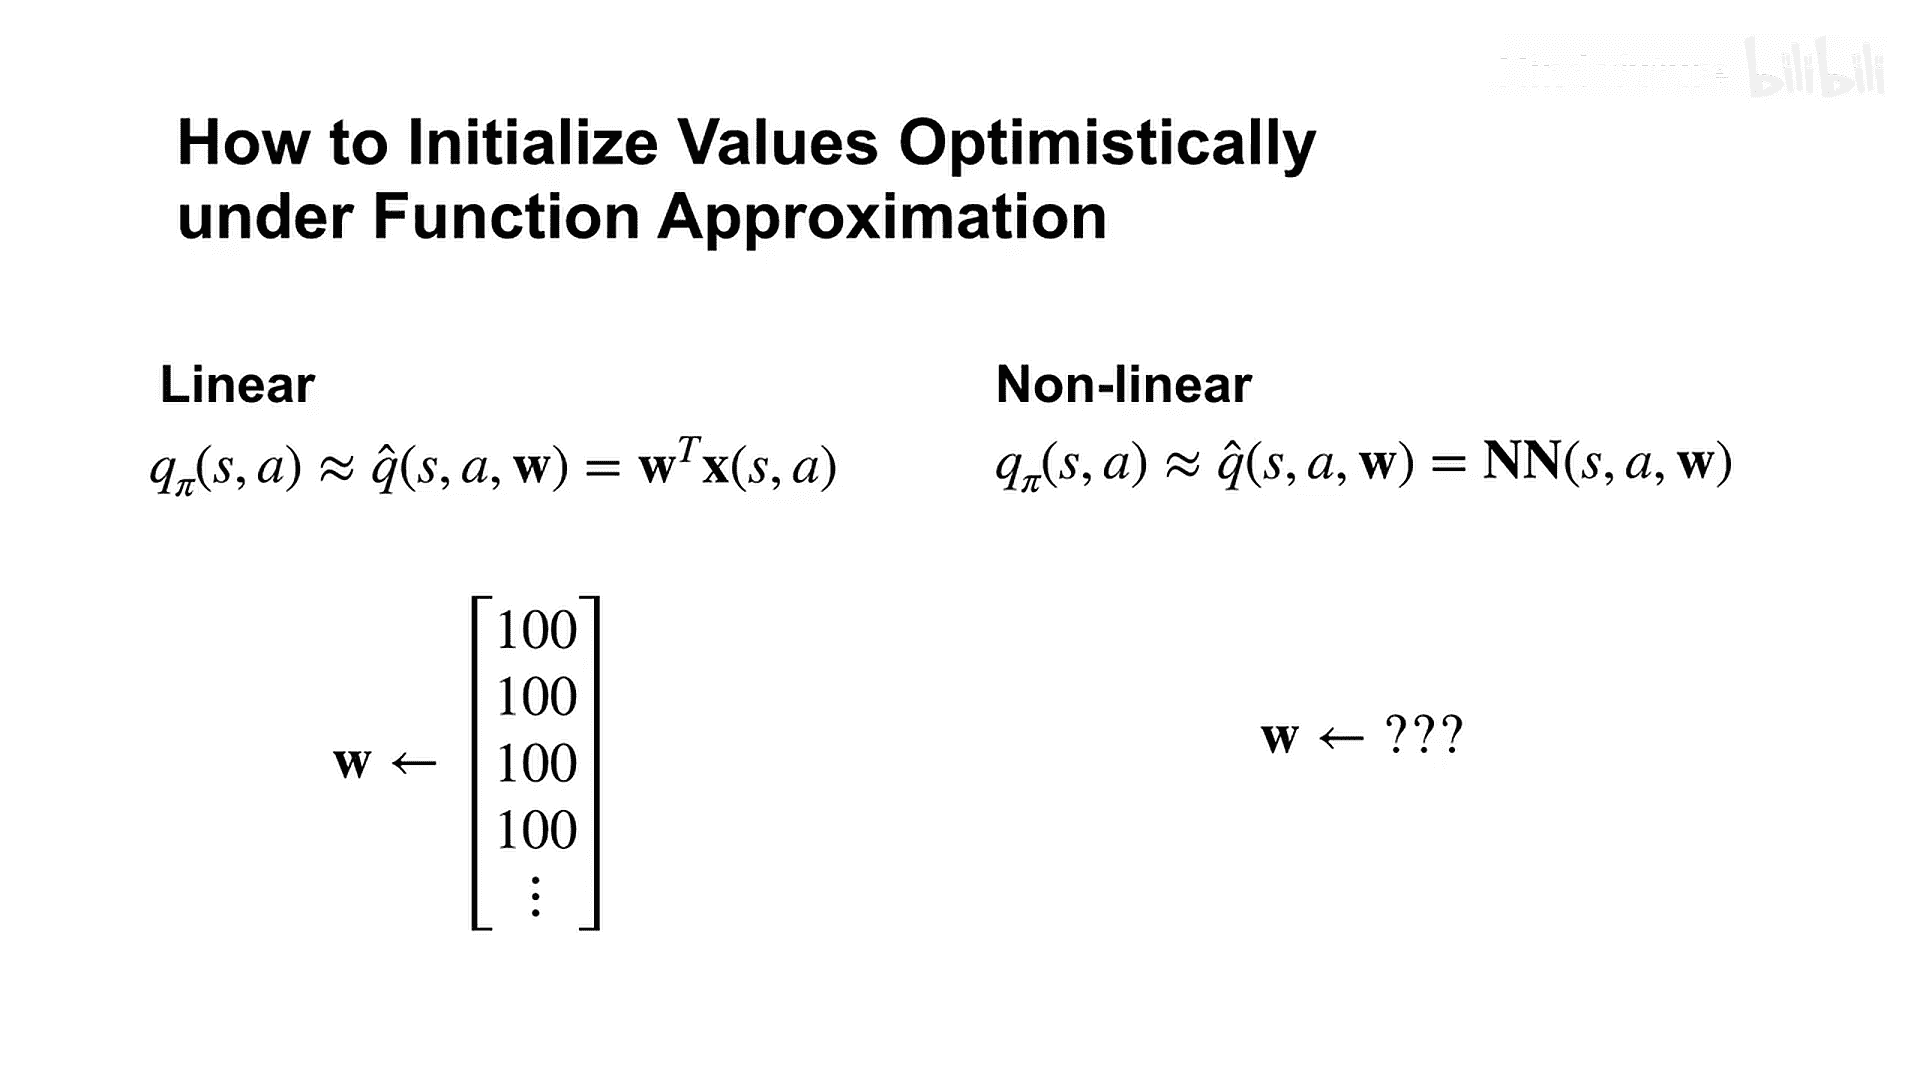 bilibili
How to Initialize Values Optimistically
under Function Approximation
Linear
qπ(s, a) ≈ q̂(s, a, w) = wᵀx(s, a)
w ← [100
100
100
100
⋮]
Non-linear
qπ(s, a) ≈ q̂(s, a, w) = NN(s, a, w)
w ← ???